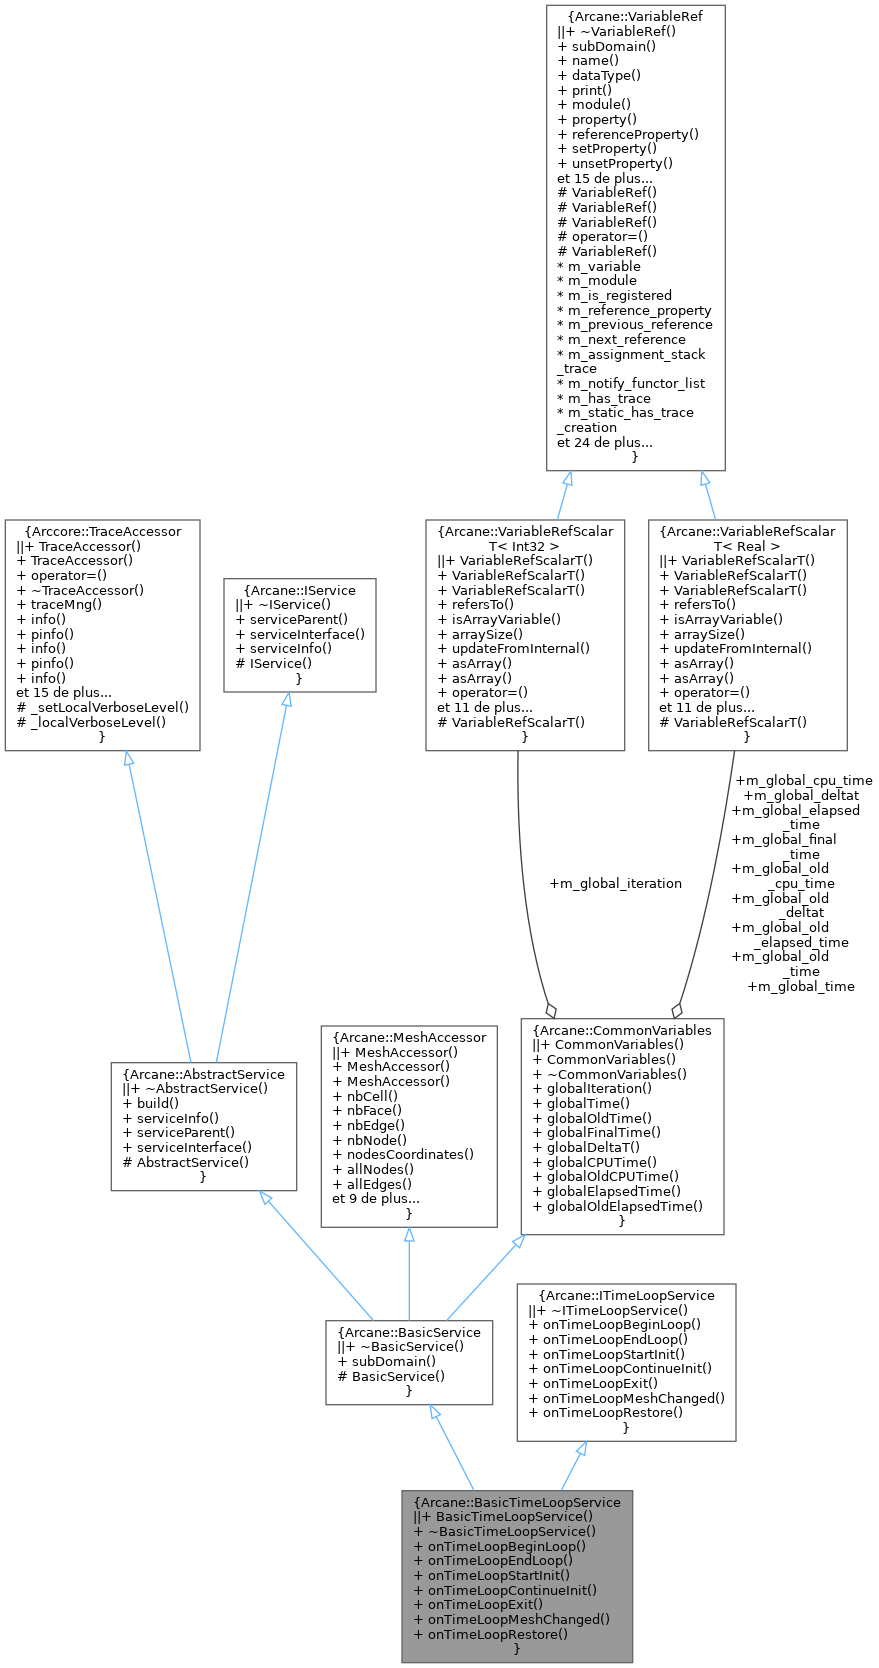 {Arcane::VariableRef
||+ ~VariableRef()
+ subDomain()
+ name()
+ dataType()
+ print()
+ module()
+ property()
+ referenceProperty()
+ setProperty()
+ unsetProperty()
et 15 de plus...
# VariableRef()
# VariableRef()
# VariableRef()
# operator=()
# VariableRef()
* m_variable
* m_module
* m_is_registered
* m_reference_property
* m_previous_reference
* m_next_reference
* m_assignment_stack
_trace
* m_notify_functor_list
* m_has_trace
* m_static_has_trace
_creation
et 24 de plus...
}
{Arccore::TraceAccessor
||+ TraceAccessor()
+ TraceAccessor()
+ operator=()
+ ~TraceAccessor()
+ traceMng()
+ info()
+ pinfo()
+ info()
+ pinfo()
+ info()
et 15 de plus...
# _setLocalVerboseLevel()
# _localVerboseLevel()
}
{Arcane::IService
||+ ~IService()
+ serviceParent()
+ serviceInterface()
+ serviceInfo()
# IService()
}
{Arcane::VariableRefScalar
T< Int32 >
||+ VariableRefScalarT()
+ VariableRefScalarT()
+ VariableRefScalarT()
+ refersTo()
+ isArrayVariable()
+ arraySize()
+ updateFromInternal()
+ asArray()
+ asArray()
+ operator=()
et 11 de plus...
# VariableRefScalarT()
}
{Arcane::VariableRefScalar
T< Real >
||+ VariableRefScalarT()
+ VariableRefScalarT()
+ VariableRefScalarT()
+ refersTo()
+ isArrayVariable()
+ arraySize()
+ updateFromInternal()
+ asArray()
+ asArray()
+ operator=()
et 11 de plus...
# VariableRefScalarT()
}
+m_global_iteration
+m_global_cpu_time
+m_global_deltat
+m_global_elapsed
_time
+m_global_final
_time
+m_global_old
_cpu_time
+m_global_old
_deltat
+m_global_old
_elapsed_time
+m_global_old
_time
+m_global_time
{Arcane::AbstractService
||+ ~AbstractService()
+ build()
+ serviceInfo()
+ serviceParent()
+ serviceInterface()
# AbstractService()
}
{Arcane::MeshAccessor
||+ MeshAccessor()
+ MeshAccessor()
+ MeshAccessor()
+ nbCell()
+ nbFace()
+ nbEdge()
+ nbNode()
+ nodesCoordinates()
+ allNodes()
+ allEdges()
et 9 de plus...
}
{Arcane::CommonVariables
||+ CommonVariables()
+ CommonVariables()
+ ~CommonVariables()
+ globalIteration()
+ globalTime()
+ globalOldTime()
+ globalFinalTime()
+ globalDeltaT()
+ globalCPUTime()
+ globalOldCPUTime()
+ globalElapsedTime()
+ globalOldElapsedTime()
}
{Arcane::BasicService
||+ ~BasicService()
+ subDomain()
# BasicService()
}
{Arcane::ITimeLoopService
||+ ~ITimeLoopService()
+ onTimeLoopBeginLoop()
+ onTimeLoopEndLoop()
+ onTimeLoopStartInit()
+ onTimeLoopContinueInit()
+ onTimeLoopExit()
+ onTimeLoopMeshChanged()
+ onTimeLoopRestore()
}
{Arcane::BasicTimeLoopService
||+ BasicTimeLoopService()
+ ~BasicTimeLoopService()
+ onTimeLoopBeginLoop()
+ onTimeLoopEndLoop()
+ onTimeLoopStartInit()
+ onTimeLoopContinueInit()
+ onTimeLoopExit()
+ onTimeLoopMeshChanged()
+ onTimeLoopRestore()
}